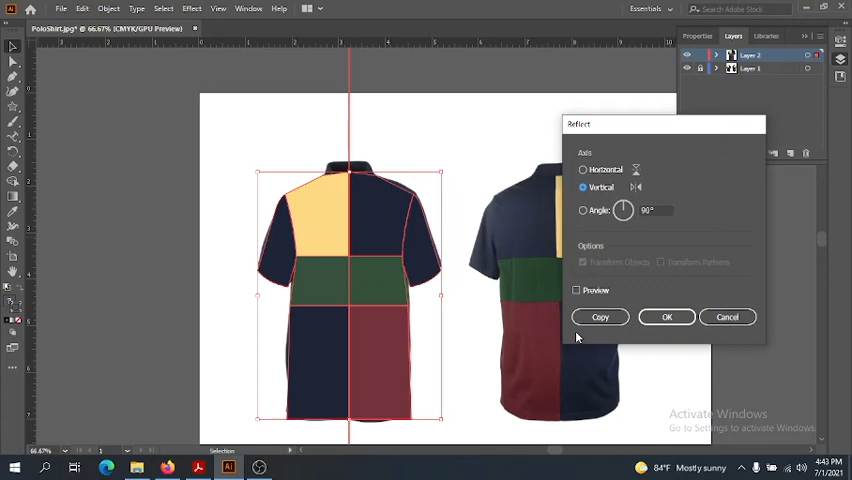 File Edit Object Type Select Effect View Window Help
Essentials
Search Adobe Stock
PoloShirt.jpg* @ 66.67% (CMYK/GPU Preview)
Properties Layers Libraries
Layer 2
Layer 1
Reflect
Axis
Horizontal
Vertical
Angle: 90°
Options
Transform Objects Transform Patterns
Preview
Copy OK Cancel
Activate Windows
Go to Settings to activate Windows.
66.67% 1 Selection
84°F Mostly sunny
4:43 PM
7/1/2021